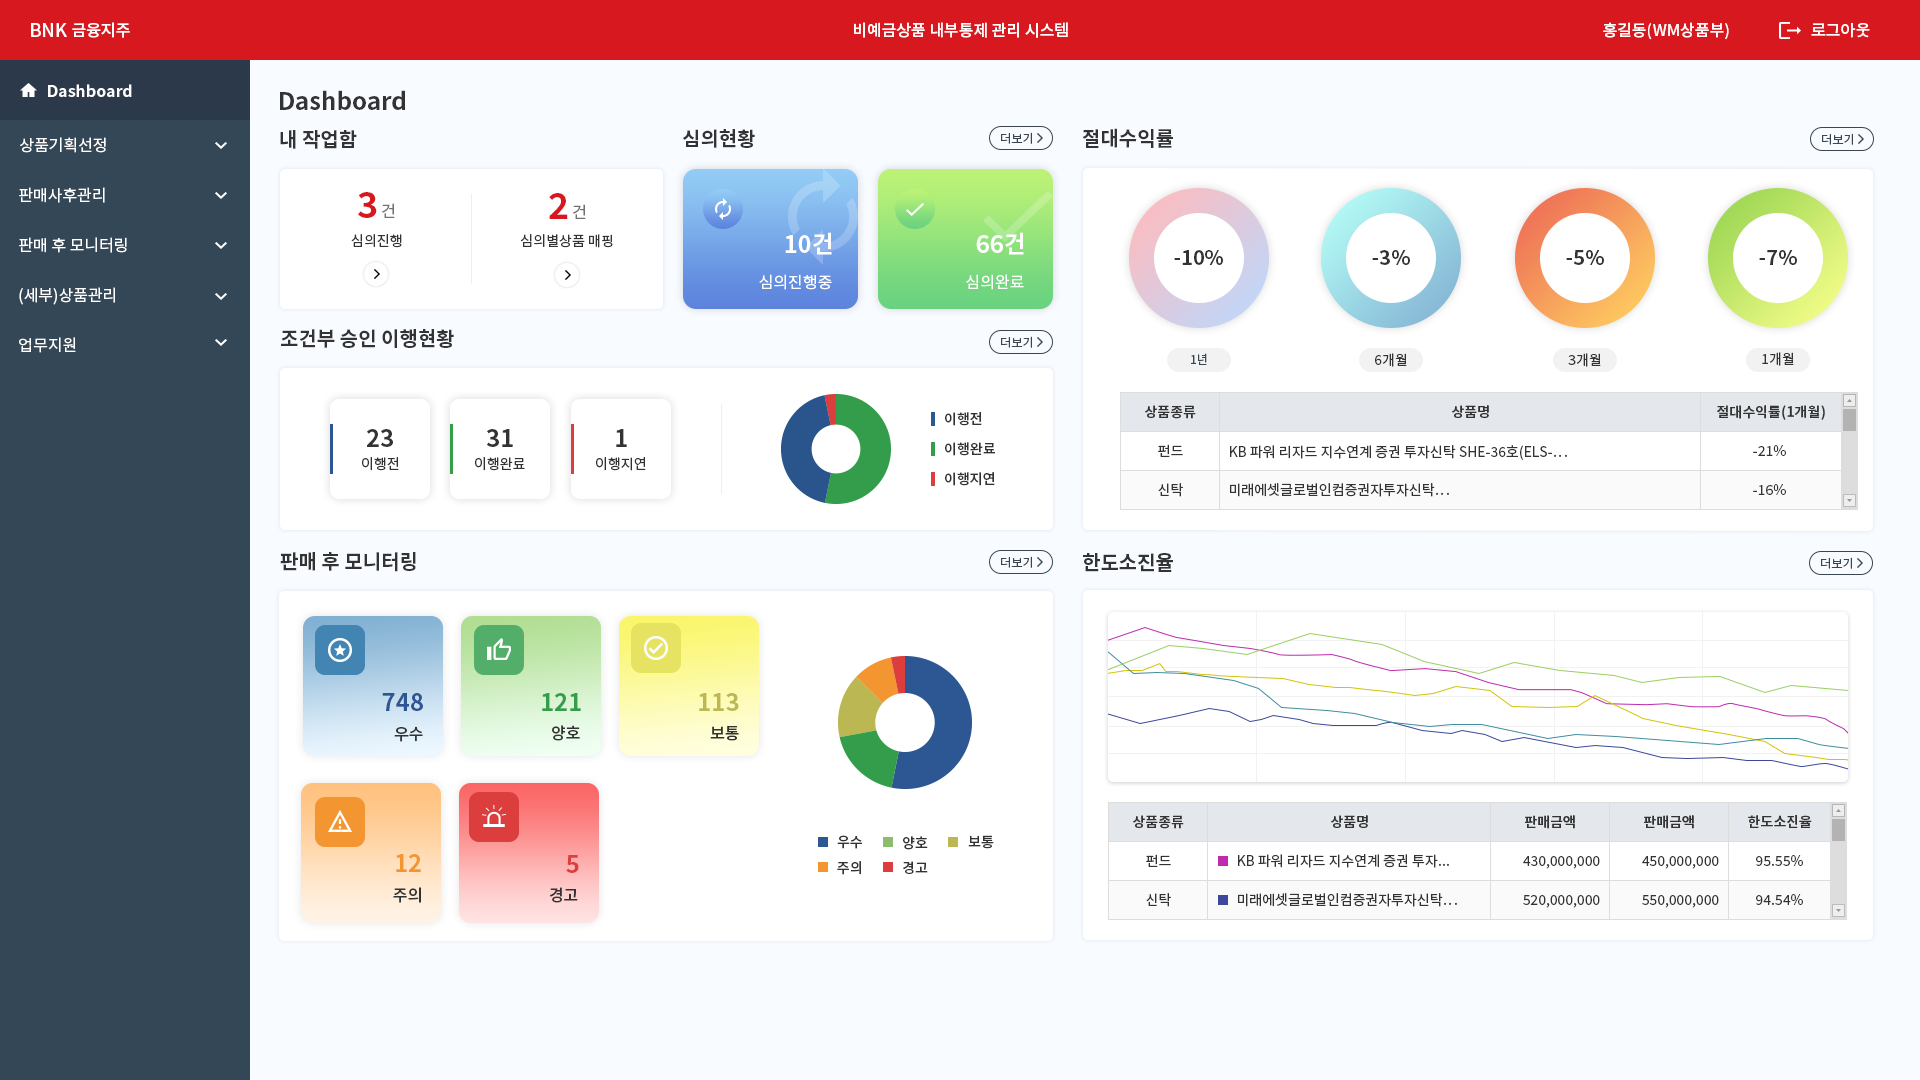 BNK 금융지주
비예금상품 내부통제 관리 시스템
홍길동(WM상품부)
로그아웃
Dashboard
상품기획선정
판매사후관리
판매 후 모니터링
(세부)상품관리
업무지원
Dashboard
내 작업함
3 건
심의진행
2 건
심의별상품 매핑
심의현황
더보기
10건
심의진행중
66건
심의완료
조건부 승인 이행현황
더보기
23
이행전
31
이행완료
1
이행지연
이행전
이행완료
이행지연
판매 후 모니터링
더보기
748
우수
121
양호
113
보통
12
주의
5
경고
우수 양호 보통
주의 경고
절대수익률
더보기
-10% -3% -5% -7%
1년 6개월 3개월 1개월
상품종류 상품명 절대수익률(1개월)
펀드 KB 파워 리자드 지수연계 증권 투자신탁 SHE-36호(ELS-... -21%
신탁 미래에셋글로벌인컴증권자투자신탁... -16%
한도소진율
더보기
상품종류 상품명 판매금액 판매금액 한도소진율
펀드 KB 파워 리자드 지수연계 증권 투자... 430,000,000 450,000,000 95.55%
신탁 미래에셋글로벌인컴증권자투자신탁... 520,000,000 550,000,000 94.54%